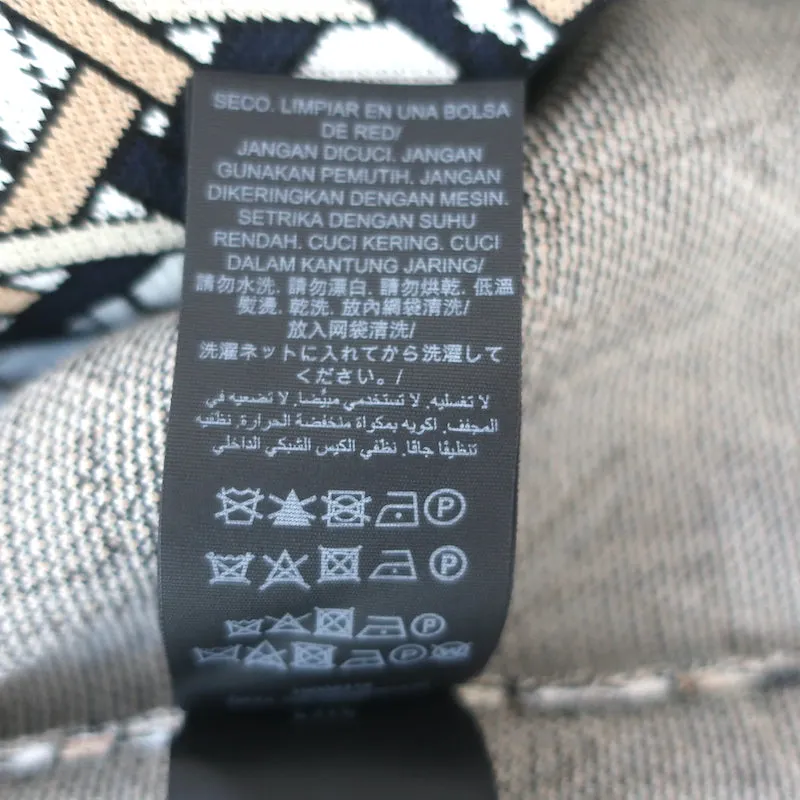 SECO. LIMPIAR EN UNA BOLSA
DE RED/
JANGAN DICUCI. JANGAN
GUNAKAN PEMUTIH. JANGAN
DIKERINGKAN DENGAN MESIN.
SETRIKA DENGAN SUHU
RENDAH. CUCI KERING. CUCI
DALAM KANTUNG JARING/
請勿水洗. 請勿漂白. 請勿烘乾. 低溫
熨燙. 乾洗. 放內網袋清洗/
放入网袋清洗/
洗濯ネットに入れてから洗濯して
ください。/
لا تغسليه. لا تستخدمي مبيّضا. لا تضعيه في
المجفف. اكويه بمكواة منخفضة الحرارة. نظفيه
تنظيفًا جافًا. نظفي الكيس الشبكي الداخلي
P
P
P
P